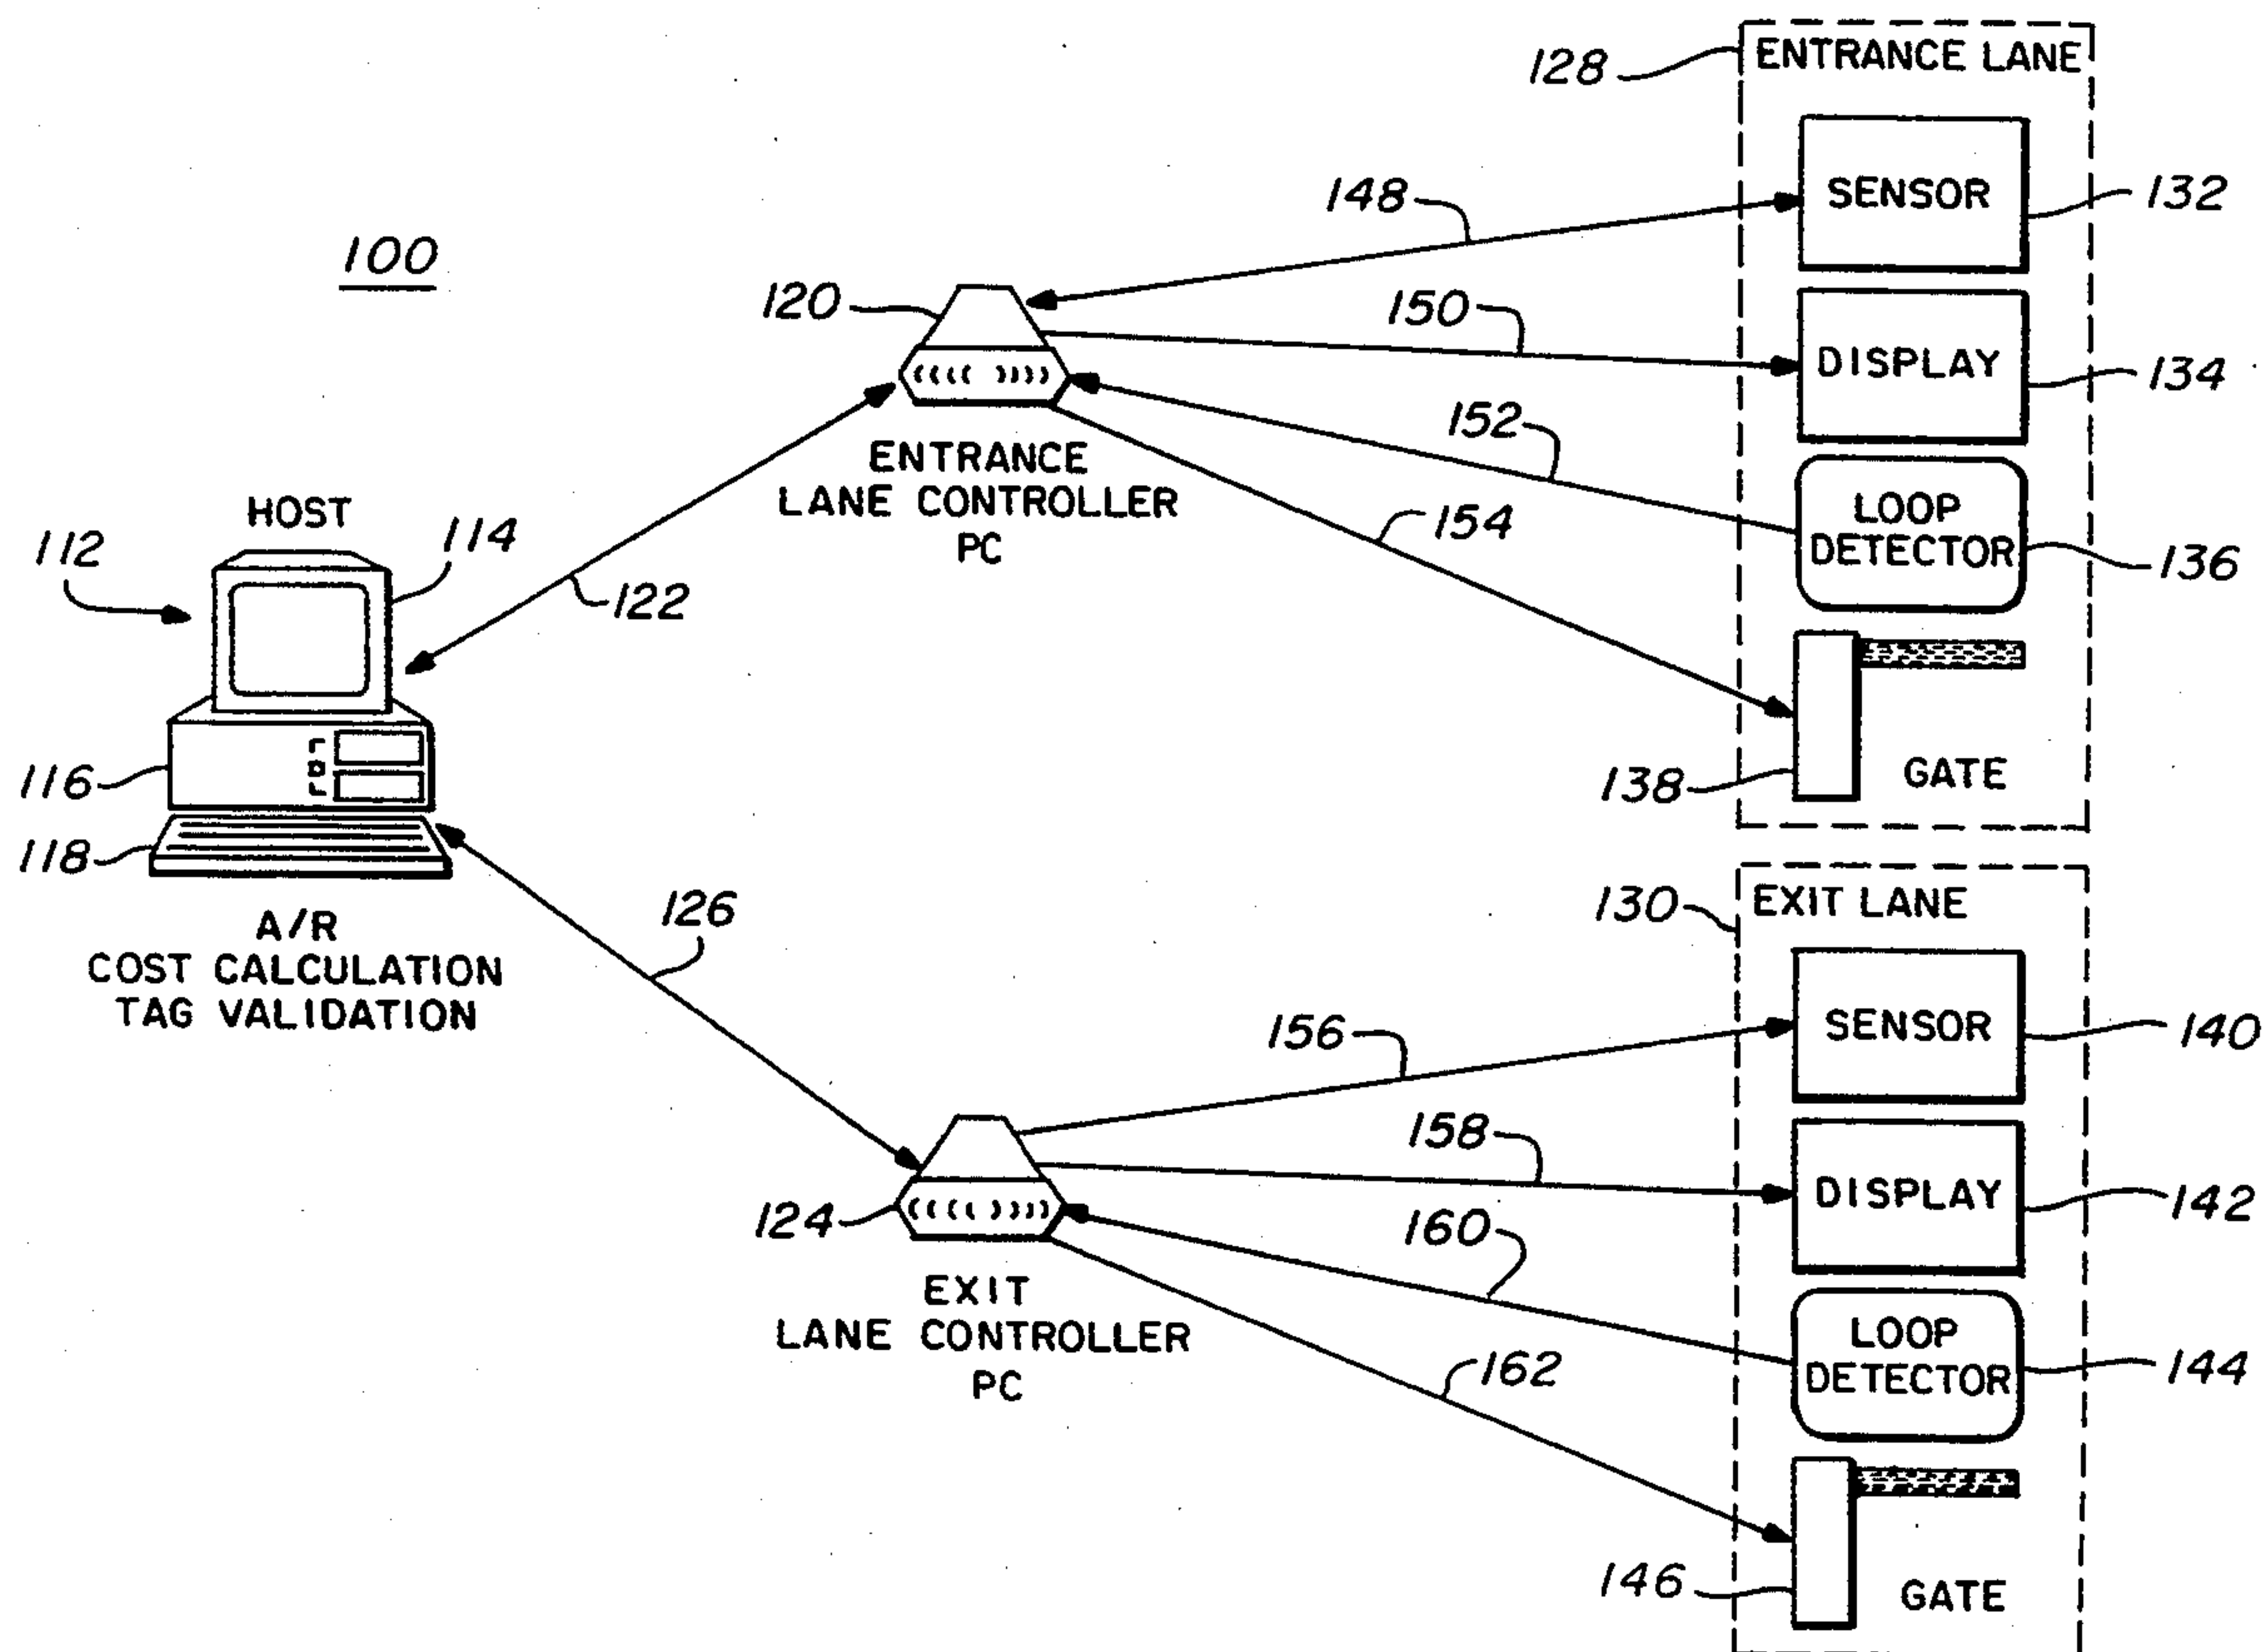 100
HOST
112
114
116
118
A/R
COST CALCULATION
TAG VALIDATION
122
126
120
ENTRANCE
LANE CONTROLLER
PC
124
EXIT
LANE CONTROLLER
PC
148
150
152
154
156
158
160
162
128
ENTRANCE LANE
SENSOR
132
DISPLAY
134
LOOP
DETECTOR
136
138
GATE
130
EXIT LANE
SENSOR
140
DISPLAY
142
LOOP
DETECTOR
144
146
GATE